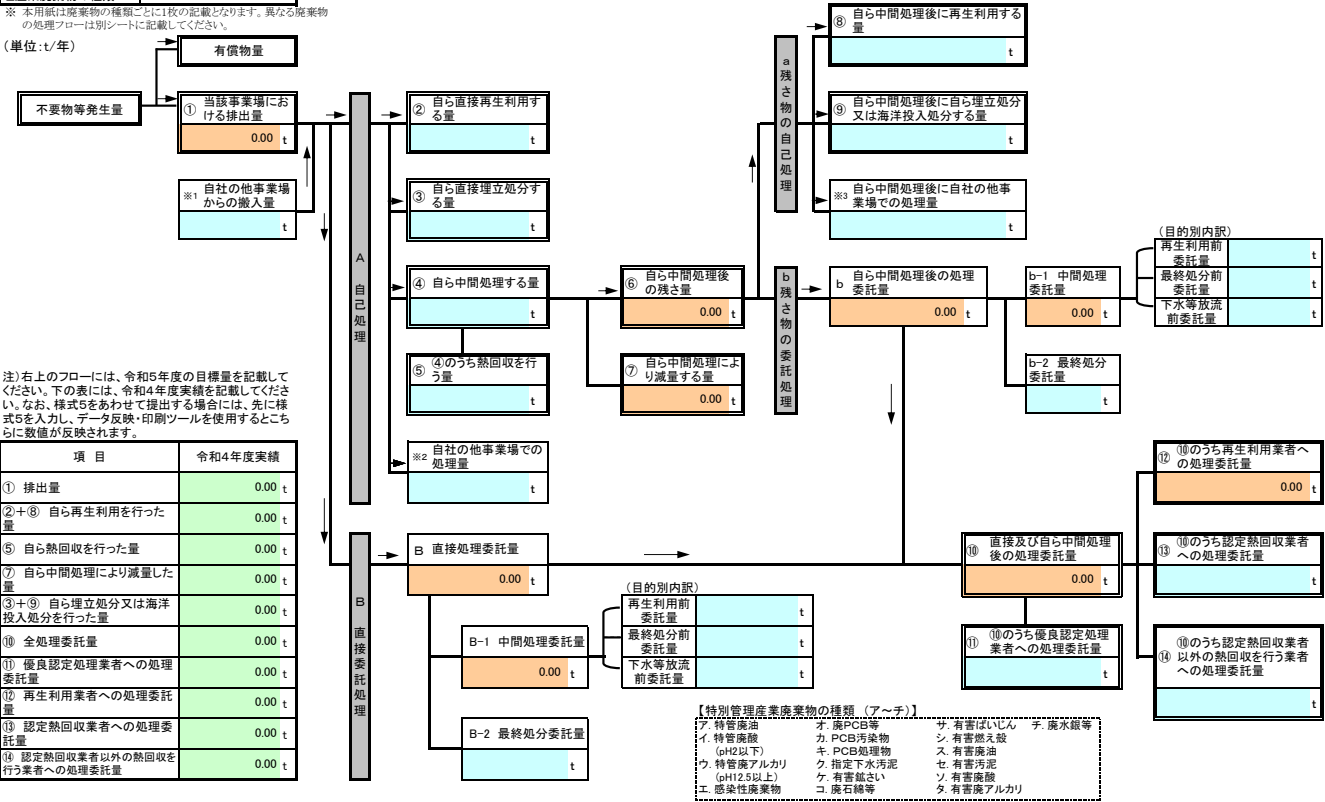 ※ 本用紙は廃棄物の種類ごとに1枚の記載となります。異なる廃棄物
の処理フローは別シートに記載してください。
(単位:t/年)
有償物量
不要物等発生量
① 当該事業場にお
ける排出量
0.00 t
※1 自社の他事業場
からの搬入量
t
A 自己処理
② 自ら直接再生利用す
る量
t
③ 自ら直接埋立処分す
る量
t
④ 自ら中間処理する量
t
⑤ ④のうち熱回収を行
う量
t
※2 自社の他事業場での
処理量
t
⑥ 自ら中間処理後
の残さ量
0.00 t
⑦ 自ら中間処理によ
り減量する量
0.00 t
a 残さ物の自己処理
⑧ 自ら中間処理後に再生利用する
量
t
⑨ 自ら中間処理後に自ら埋立処分
又は海洋投入処分する量
t
※3 自ら中間処理後に自社の他事
業場での処理量
t
b 残さ物の委託処理
b 自ら中間処理後の処理
委託量
0.00 t
b-1 中間処理
委託量
0.00 t
b-2 最終処分
委託量
t
(目的別内訳)
再生利用前
委託量
t
最終処分前
委託量
t
下水等放流
前委託量
t
注)右上のフローには、令和5年度の目標量を記載して
ください。下の表には、令和4年度実績を記載してくださ
い。なお、様式5をあわせて提出する場合には、先に様
式5を入力し、データ反映・印刷ツールを使用するとこち
らに数値が反映されます。
項 目 令和4年度実績
① 排出量 0.00 t
②+⑧ 自ら再生利用を行った
量 0.00 t
⑤ 自ら熱回収を行った量 0.00 t
⑦ 自ら中間処理により減量した
量 0.00 t
③+⑨ 自ら埋立処分又は海洋
投入処分を行った量 0.00 t
⑩ 全処理委託量 0.00 t
⑪ 優良認定処理業者への処理
委託量 0.00 t
⑫ 再生利用業者への処理委託
量 0.00 t
⑬ 認定熱回収業者への処理委
託量 0.00 t
⑭ 認定熱回収業者以外の熱回収を
行う業者への処理委託量 0.00 t
B 直接委託処理
B 直接処理委託量
0.00 t
B-1 中間処理委託量
0.00 t
B-2 最終処分委託量
t
(目的別内訳)
再生利用前
委託量
t
最終処分前
委託量
t
下水等放流
前委託量
t
⑩ 直接及び自ら中間処理
後の処理委託量
0.00 t
⑪ ⑩のうち優良認定処理
業者への処理委託量
t
⑫ ⑩のうち再生利用業者へ
の処理委託量
0.00 t
⑬ ⑩のうち認定熱回収業者
への処理委託量
t
⑭ ⑩のうち認定熱回収業者
以外の熱回収を行う業者
への処理委託量
t
【特別管理産業廃棄物の種類 (ア~チ)】
ア. 特管廃油 オ. 廃PCB等 サ. 有害ばいじん チ. 廃水銀等
イ. 特管廃酸 カ. PCB汚染物 シ. 有害燃え殻
(pH2以下) キ. PCB処理物 ス. 有害廃油
ウ. 特管廃アルカリ ク. 指定下水汚泥 セ. 有害汚泥
(pH12.5以上) ケ. 有害鉱さい ソ. 有害廃酸
エ. 感染性廃棄物 コ. 廃石綿等 タ. 有害廃アルカリ